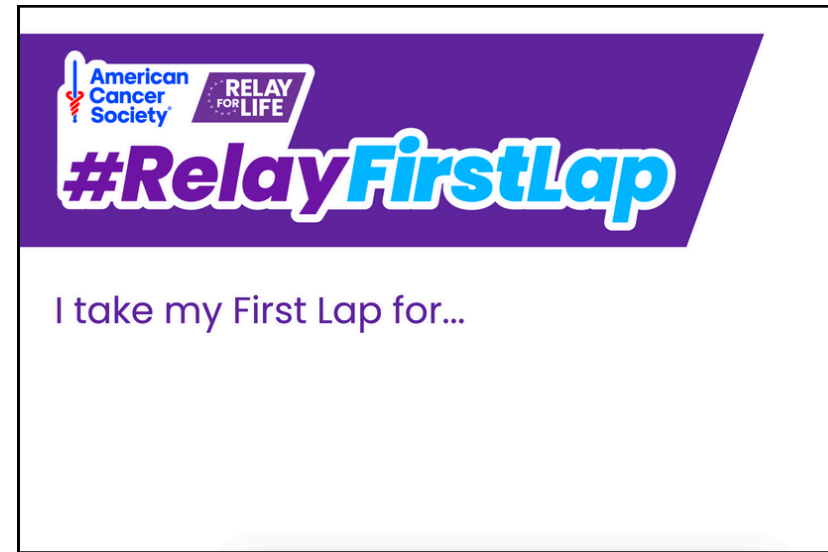 American
Cancer
Society®
RELAY
FOR LIFE
#RelayFirstLap
I take my First Lap for...